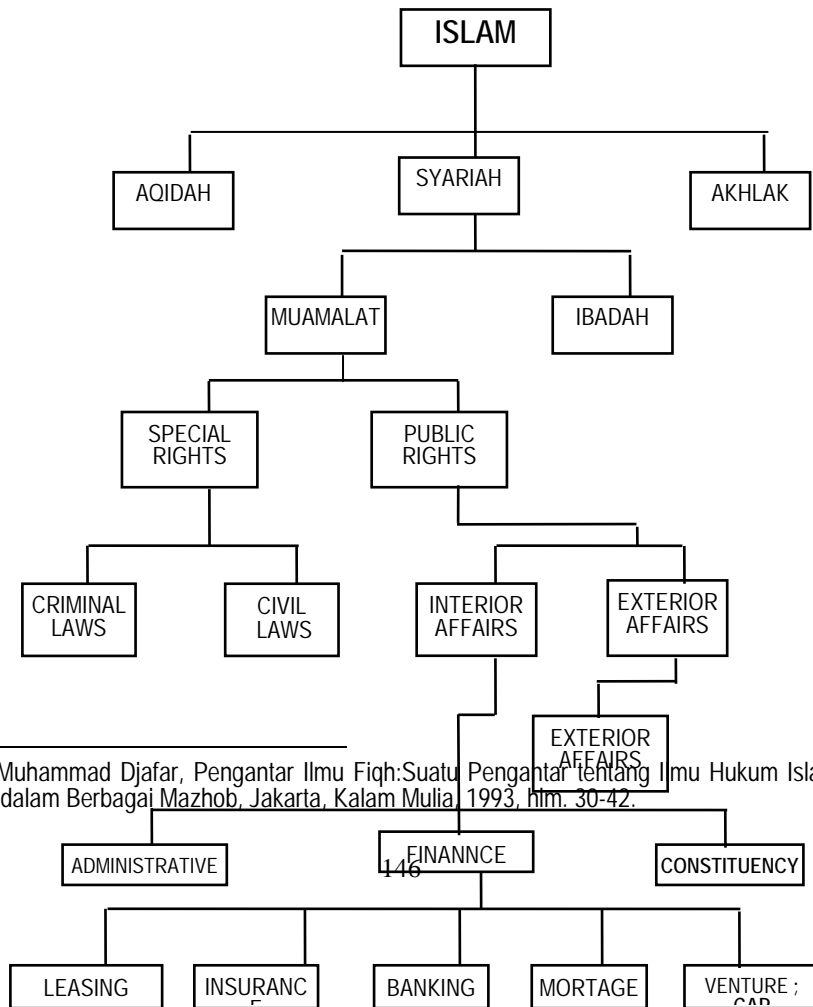 ISLAM
AQIDAH
SYARIAH
AKHLAK
MUAMALAT
IBADAH
SPECIAL
RIGHTS
PUBLIC
RIGHTS
CRIMINAL
LAWS
CIVIL
LAWS
INTERIOR
AFFAIRS
EXTERIOR
AFFAIRS
EXTERIOR
AFFAIRS
Muhammad Djafar, Pengantar Ilmu Fiqh:Suatu Pengantar tentang Ilmu Hukum Isla
dalam Berbagai Mazhob, Jakarta, Kalam Mulia, 1993, hlm. 30-42.
ADMINISTRATIVE
FINANNCE
CONSTITUENCY
146
LEASING
INSURANC
E
BANKING
MORTAGE
VENTURE ;
CAP